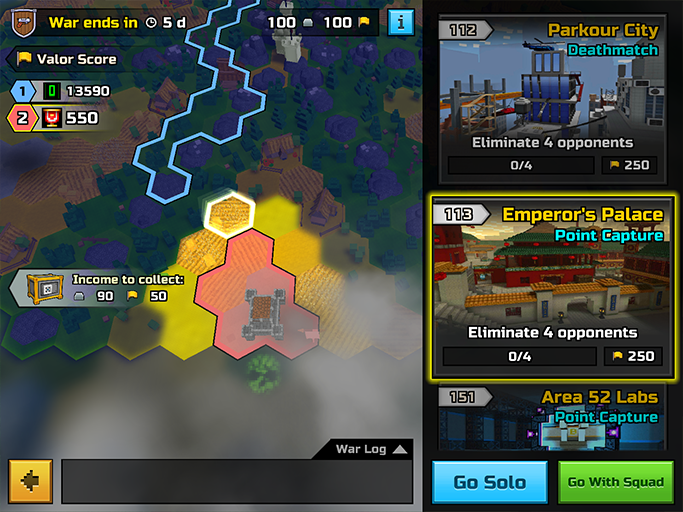 War ends in 5 d
100 100
i
Valor Score
1 0 13590
2 550
Income to collect:
90 50
War Log
112
Parkour City
Deathmatch
Eliminate 4 opponents
0/4 250
113
Emperor's Palace
Point Capture
Eliminate 4 opponents
0/4 250
151
Area 52 Labs
Point Capture
Go Solo
Go With Squad